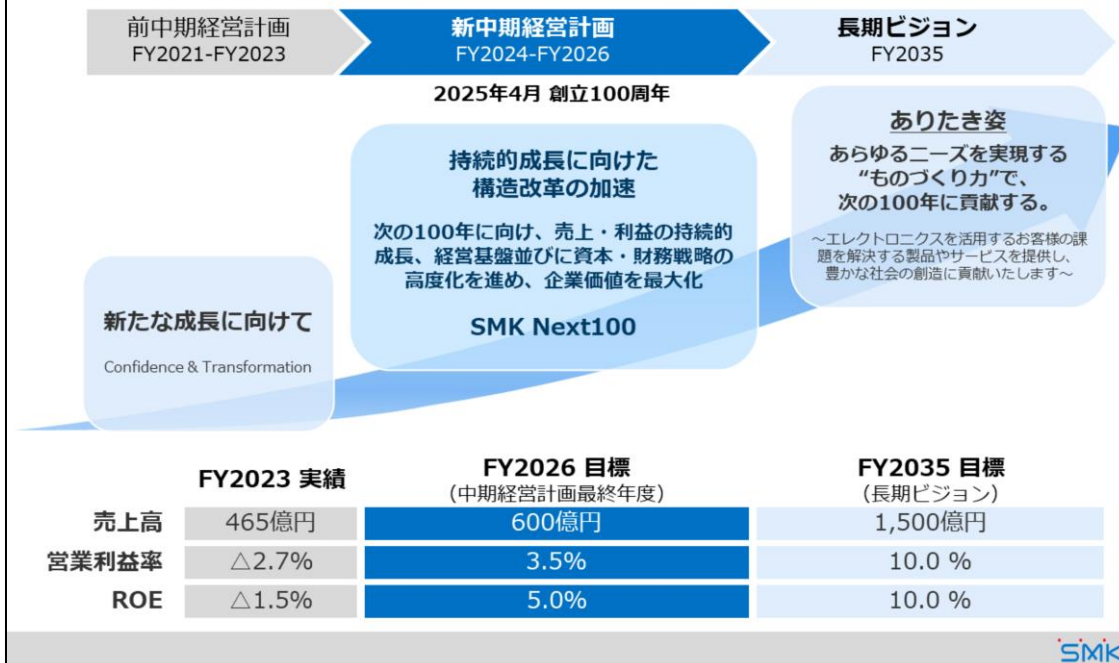 前中期経営計画
FY2021-FY2023
新中期経営計画
FY2024-FY2026
長期ビジョン
FY2035
2025年4月 創立100周年
新たな成長に向けて
Confidence & Transformation
持続的成長に向けた
構造改革の加速
次の100年に向け、売上・利益の持続的
成長、経営基盤並びに資本・財務戦略の
高度化を進め、企業価値を最大化
SMK Next100
ありたき姿
あらゆるニーズを実現する
“ものづくり力”で、
次の100年に貢献する。
～エレクトロニクスを活用するお客様の課
題を解決する製品やサービスを提供し、
豊かな社会の創造に貢献いたします～
FY2023 実績
FY2026 目標
（中期経営計画最終年度）
FY2035 目標
（長期ビジョン）
売上高 465億円 600億円 1,500億円
営業利益率 △2.7% 3.5% 10.0 %
ROE △1.5% 5.0% 10.0 %
SMK